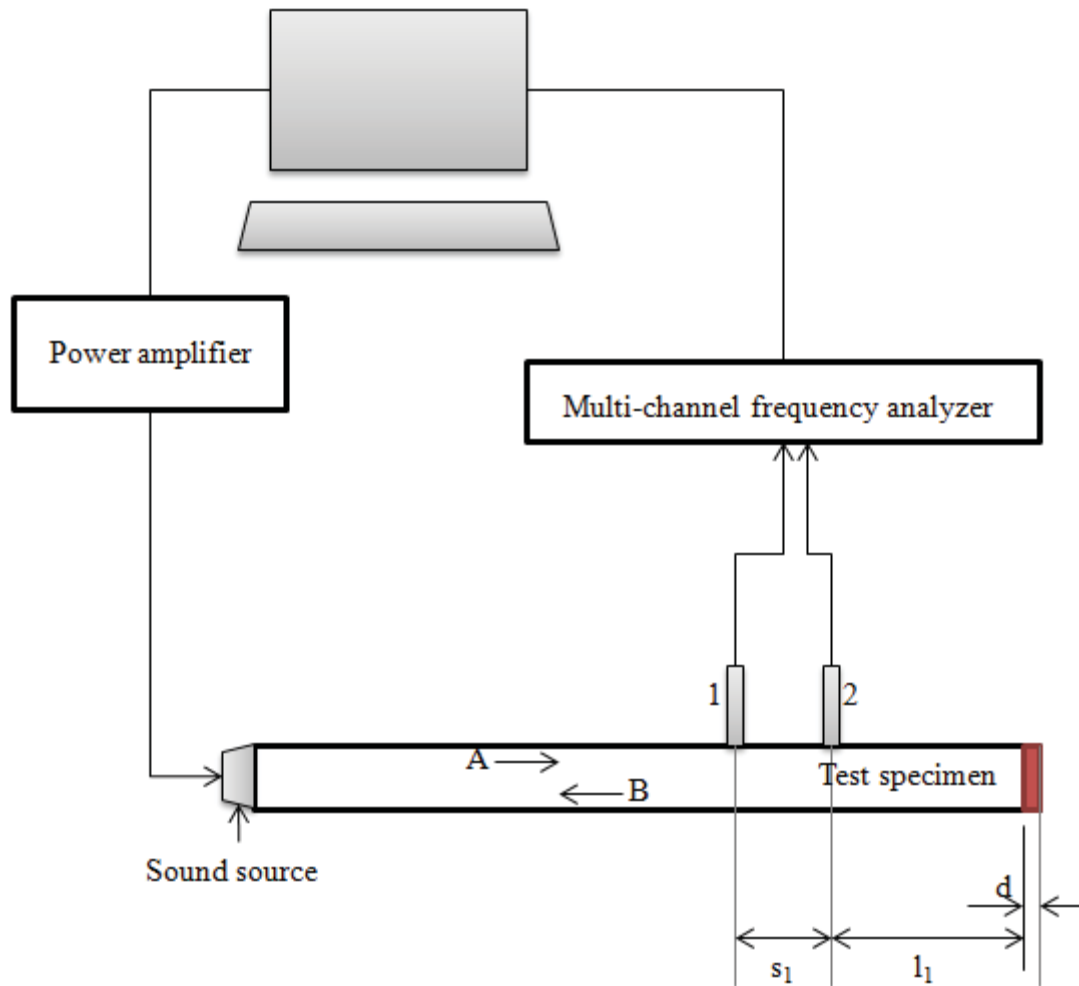 Power amplifier
Multi-channel frequency analyzer
1
2
A
B
Test specimen
Sound source
d
s₁
l₁